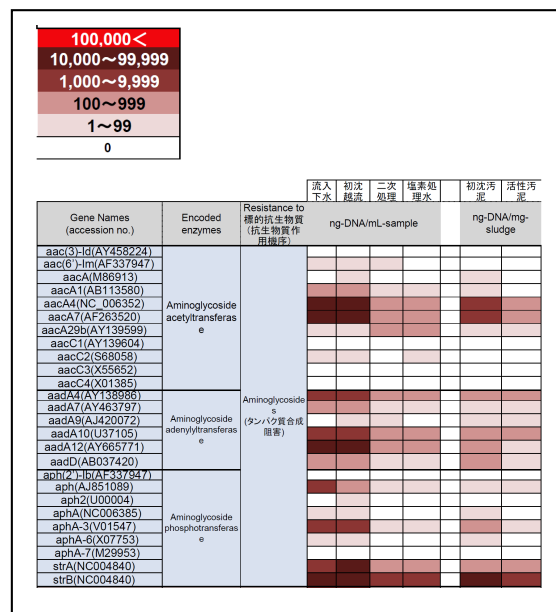 100,000<
10,000～99,999
1,000～9,999
100～999
1～99
0
流入下水
初沈越流
二次処理
塩素処理水
初沈汚泥
活性汚泥
Gene Names
(accession no.)
Encoded
enzymes
Resistance to
標的抗生物質
(抗生物質作
用機序)
ng-DNA/mL-sample
ng-DNA/mg-
sludge
aac(3)-Id(AY458224)
aac(6')-Im(AF337947)
aacA(M86913)
aacA1(AB113580)
aacA4(NC_006352)
aacA7(AF263520)
aacA29b(AY139599)
aacC1(AY139604)
aacC2(S68058)
aacC3(X55652)
aacC4(X01385)
Aminoglycoside
acetyltransferas
e
aadA4(AY138986)
aadA7(AY463797)
aadA9(AJ420072)
aadA10(U37105)
aadA12(AY665771)
aadD(AB037420)
Aminoglycoside
adenylyltransferas
e
Aminoglycoside
s
(タンパク質合成
阻害)
aph(2')-Ib(AF337947)
aph(AJ851089)
aph2(U00004)
aphA(NC006385)
aphA-3(V01547)
aphA-6(X07753)
aphA-7(M29953)
strA(NC004840)
strB(NC004840)
Aminoglycoside
phosphotransferas
e